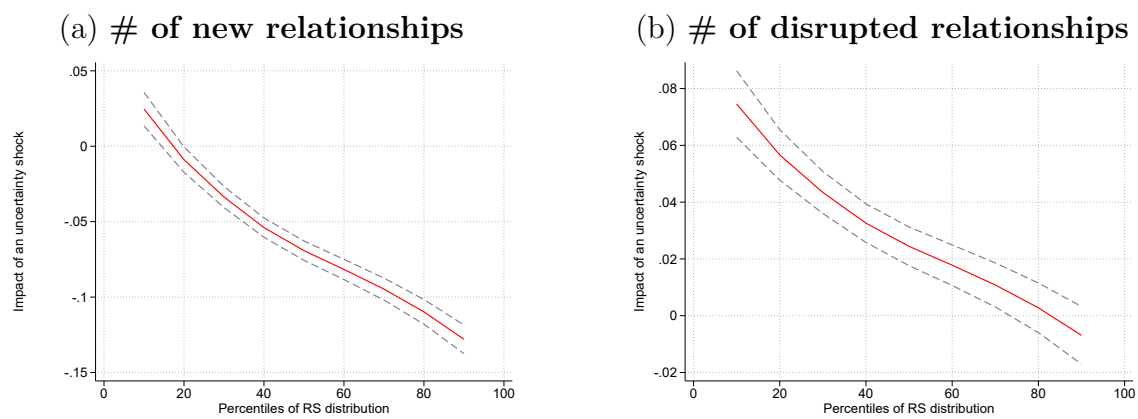 (a) # of new relationships
.05
0
-.05
-.1
-.15
Impact of an uncertainty shock
0 20 40 60 80 100
Percentiles of RS distribution
(b) # of disrupted relationships
.08
.06
.04
.02
0
-.02
Impact of an uncertainty shock
0 20 40 60 80 100
Percentiles of RS distribution